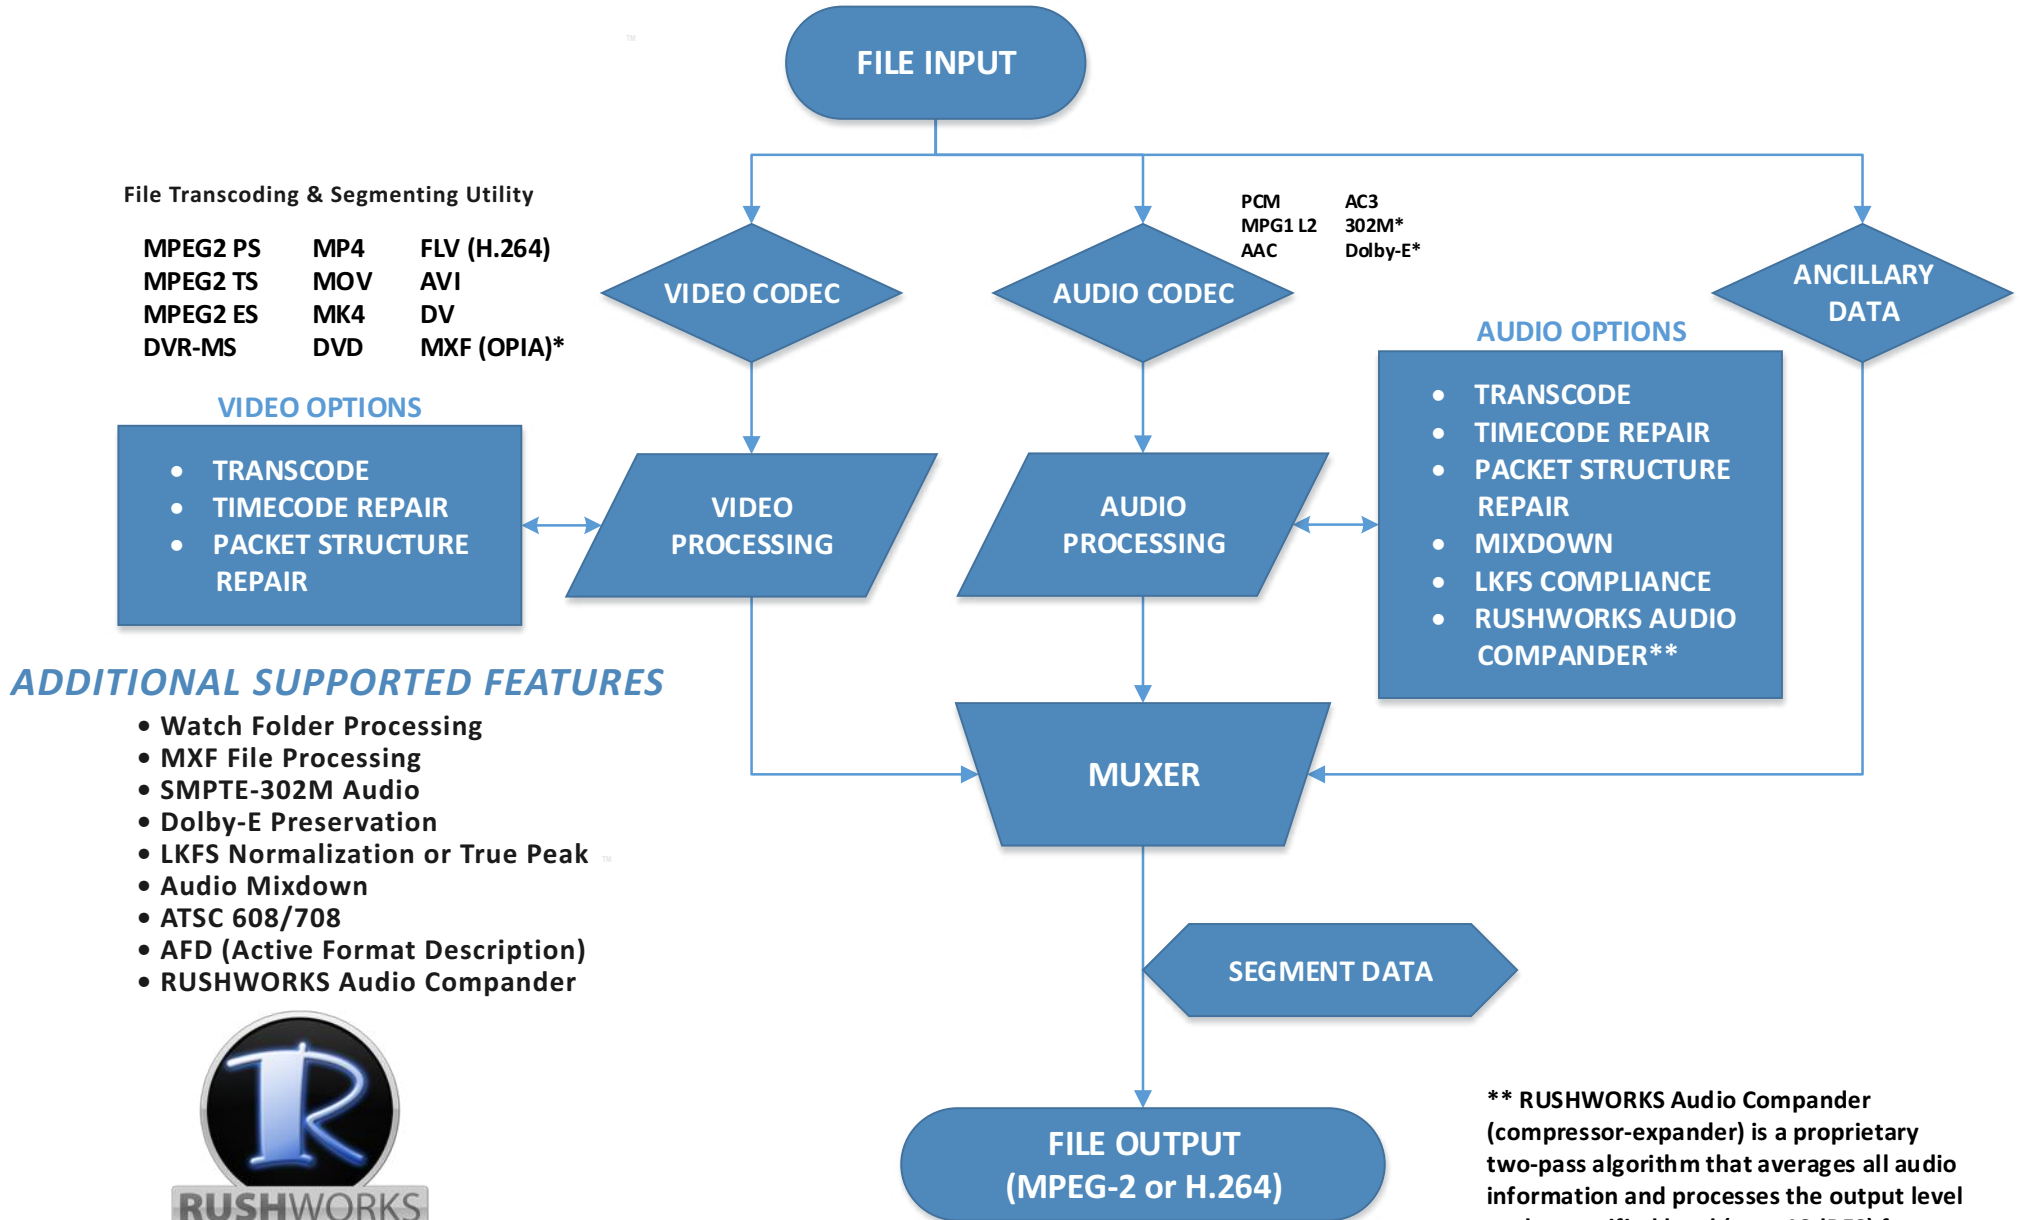 FILE INPUT
File Transcoding & Segmenting Utility
MPEG2 PS MP4 FLV (H.264)
MPEG2 TS MOV AVI
MPEG2 ES MK4 DV
DVR-MS DVD MXF (OPIA)*
PCM AC3
MPG1 L2 302M*
AAC Dolby-E*
VIDEO CODEC
AUDIO CODEC
ANCILLARY
DATA
VIDEO OPTIONS
• TRANSCODE
• TIMECODE REPAIR
• PACKET STRUCTURE
REPAIR
VIDEO
PROCESSING
AUDIO
PROCESSING
AUDIO OPTIONS
• TRANSCODE
• TIMECODE REPAIR
• PACKET STRUCTURE
REPAIR
• MIXDOWN
• LKFS COMPLIANCE
• RUSHWORKS AUDIO
COMPANDER**
ADDITIONAL SUPPORTED FEATURES
• Watch Folder Processing
• MXF File Processing
• SMPTE-302M Audio
• Dolby-E Preservation
• LKFS Normalization or True Peak
• Audio Mixdown
• ATSC 608/708
• AFD (Active Format Description)
• RUSHWORKS Audio Compander
MUXER
SEGMENT DATA
FILE OUTPUT
(MPEG-2 or H.264)
R
RUSHWORKS
** RUSHWORKS Audio Compander
(compressor-expander) is a proprietary
two-pass algorithm that averages all audio
information and processes the output level